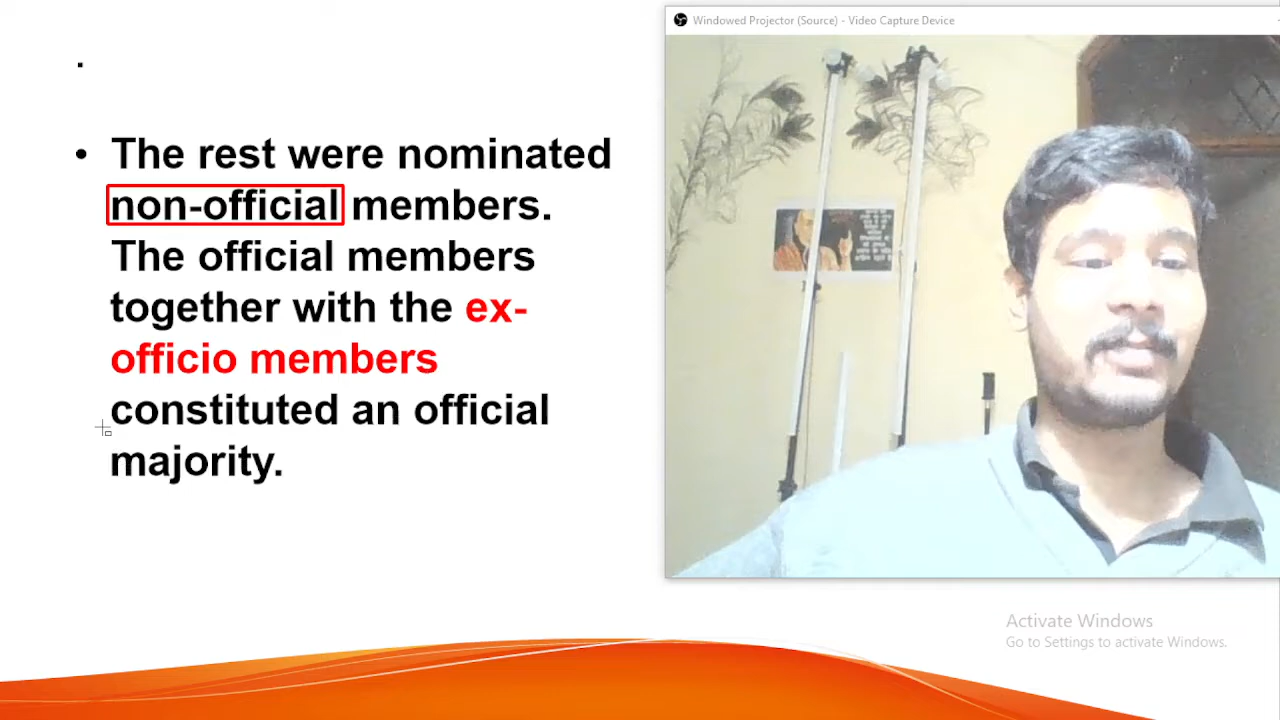 Windowed Projector (Source) - Video Capture Device
• The rest were nominated
non-official members.
The official members
together with the ex-
officio members
constituted an official
majority.
Activate Windows
Go to Settings to activate Windows.